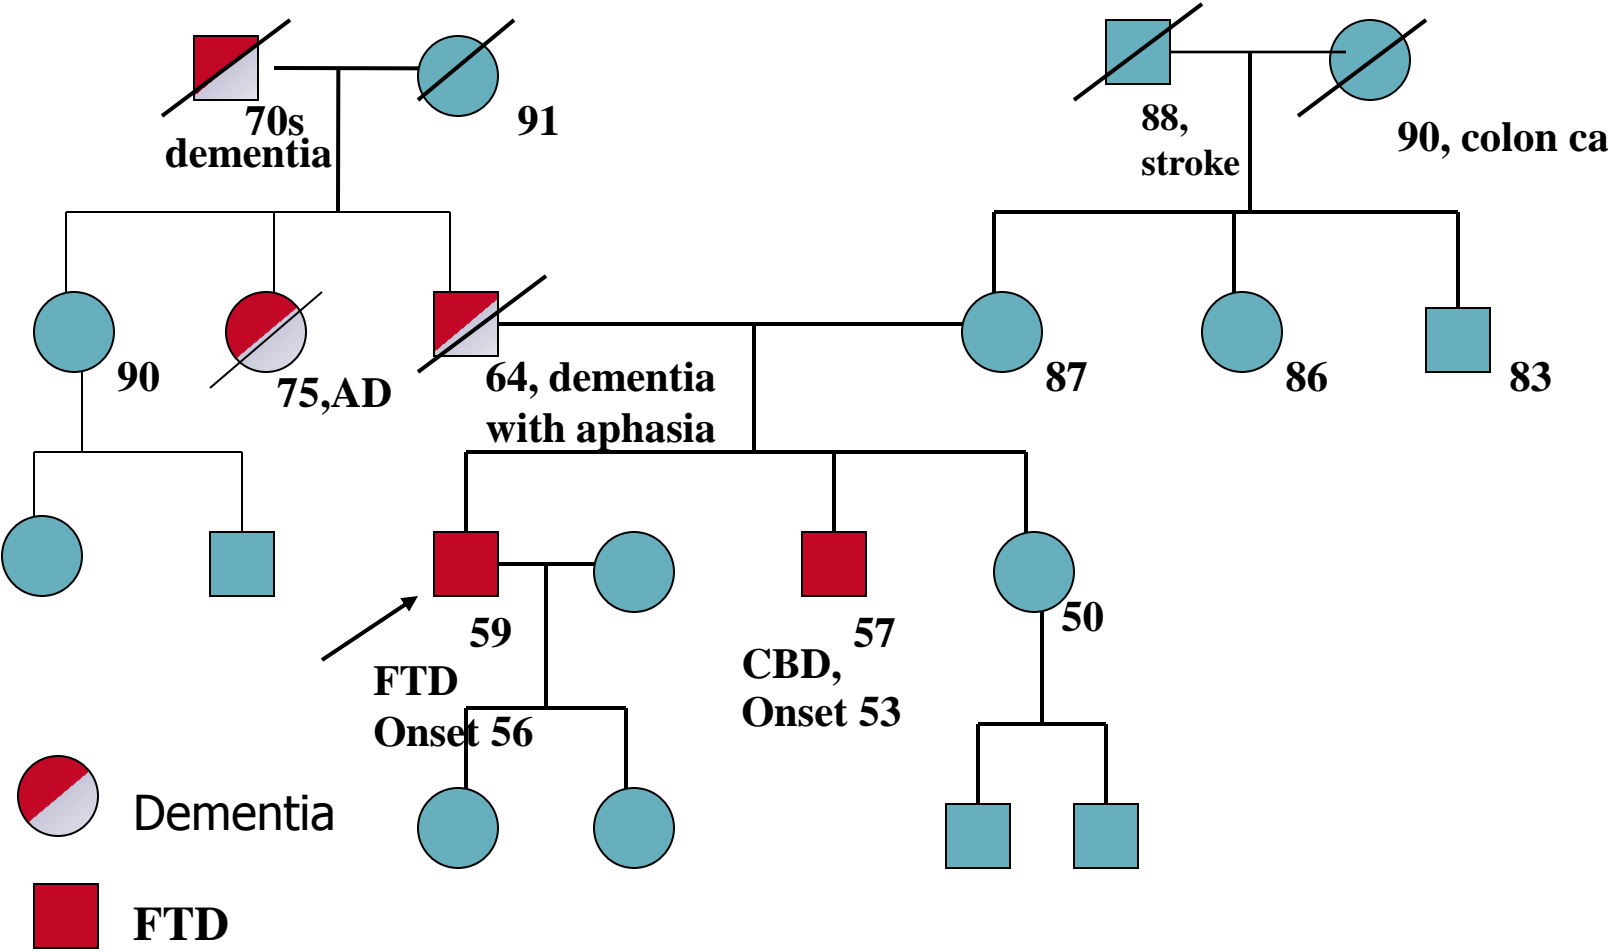 70s
dementia
91
88,
stroke
90, colon ca
90
75,AD
64, dementia
with aphasia
87
86
83
59
FTD
Onset 56
57
CBD,
Onset 53
50
Dementia
FTD